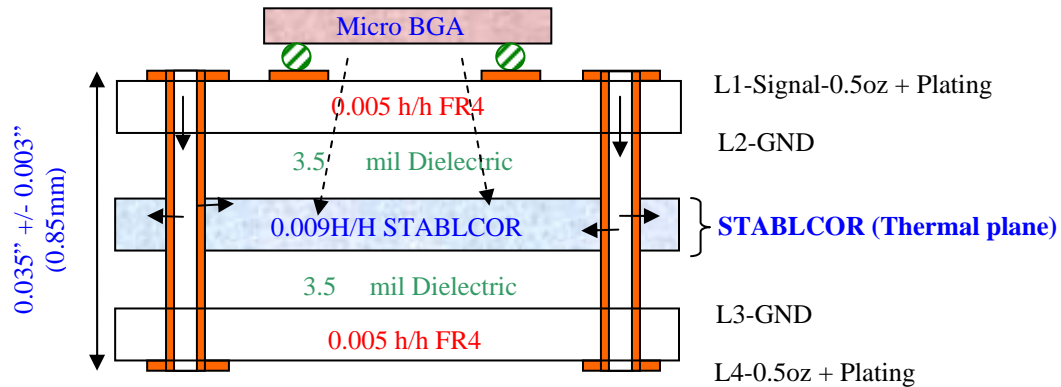 Micro BGA
L1-Signal-0.5oz + Plating
0.005 h/h FR4
L2-GND
3.5 mil Dielectric
0.035” +/- 0.003”
(0.85mm)
0.009H/H STABLCOR
STABLCOR (Thermal plane)
3.5 mil Dielectric
L3-GND
0.005 h/h FR4
L4-0.5oz + Plating